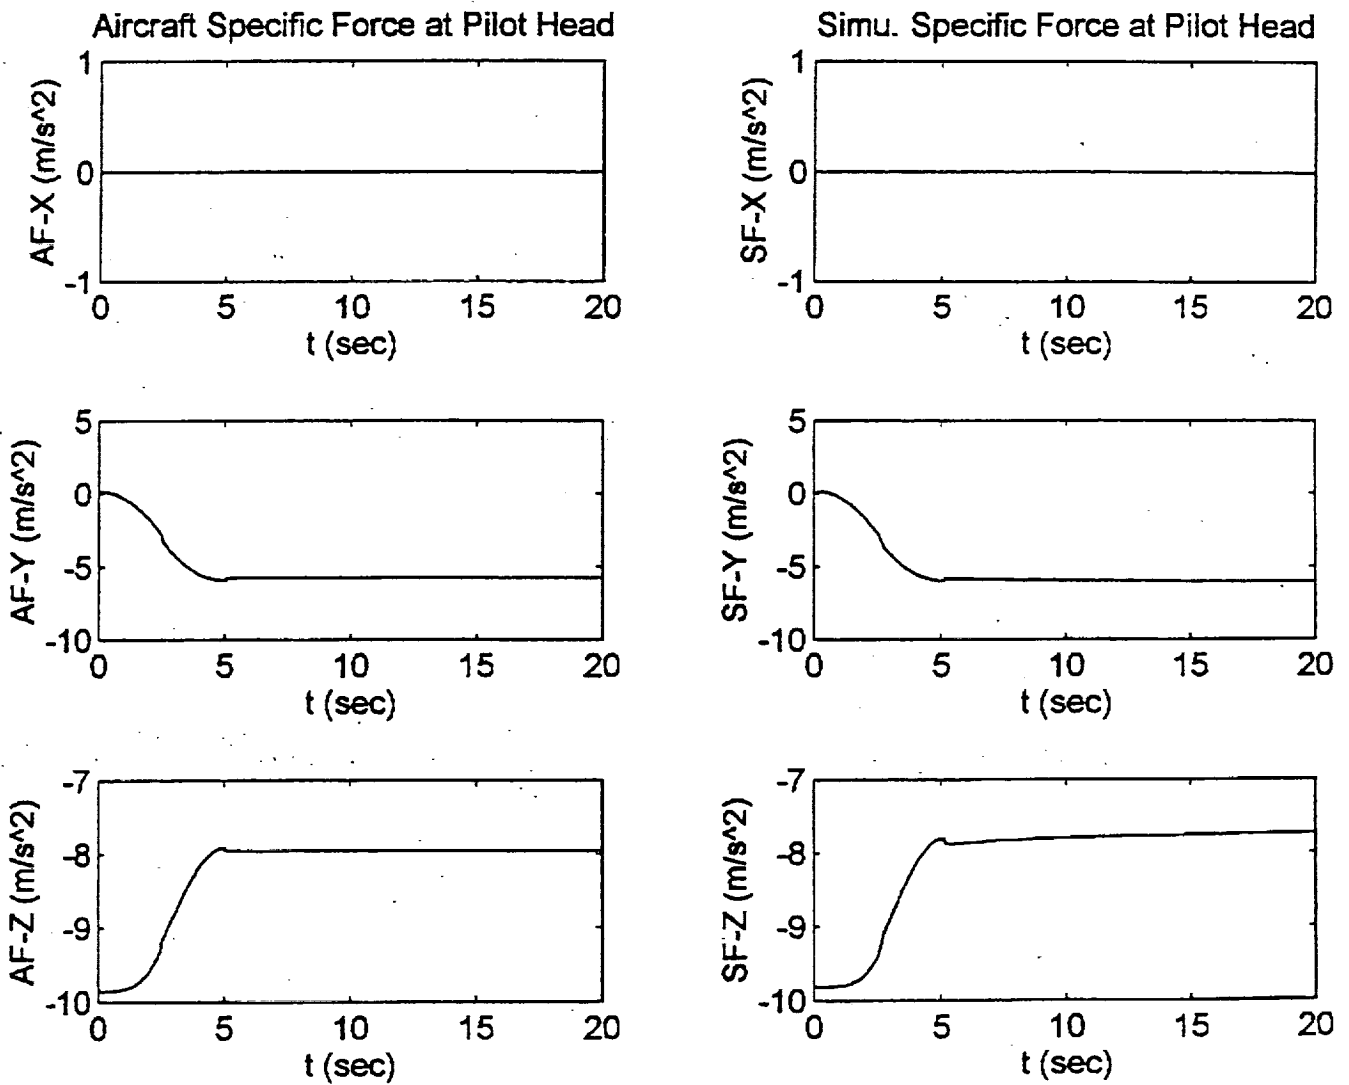 Aircraft Specific Force at Pilot Head
Simu. Specific Force at Pilot Head
1
0
-1
AF-X (m/s^2)
0 5 10 15 20
t (sec)
1
0
-1
SF-X (m/s^2)
0 5 10 15 20
t (sec)
5
0
-5
-10
AF-Y (m/s^2)
0 5 10 15 20
t (sec)
5
0
-5
-10
SF-Y (m/s^2)
0 5 10 15 20
t (sec)
-7
-8
-9
-10
AF-Z (m/s^2)
0 5 10 15 20
t (sec)
-7
-8
-9
-10
SF-Z (m/s^2)
0 5 10 15 20
t (sec)